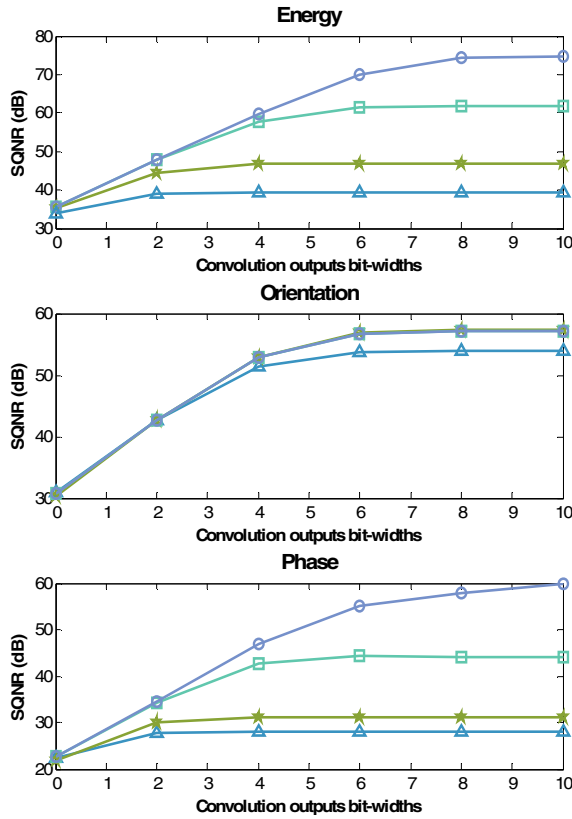 Energy
80
70
60
50
40
30
SQNR (dB)
0 1 2 3 4 5 6 7 8 9 10
Convolution outputs bit-widths
Orientation
60
50
40
30
SQNR (dB)
0 1 2 3 4 5 6 7 8 9 10
Convolution outputs bit-widths
Phase
60
50
40
30
20
SQNR (dB)
0 1 2 3 4 5 6 7 8 9 10
Convolution outputs bit-widths